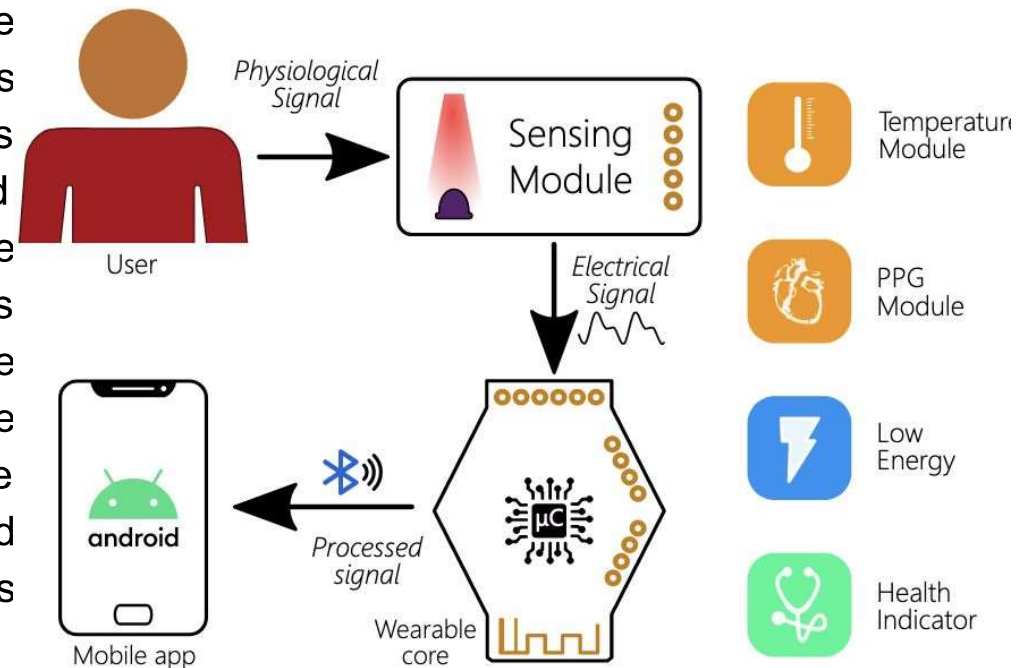 User
Physiological
Signal
Sensing
Module
Electrical
Signal
µC
Wearable
core
Processed
signal
android
Mobile app
Temperature
Module
PPG
Module
Low
Energy
Health
Indicator